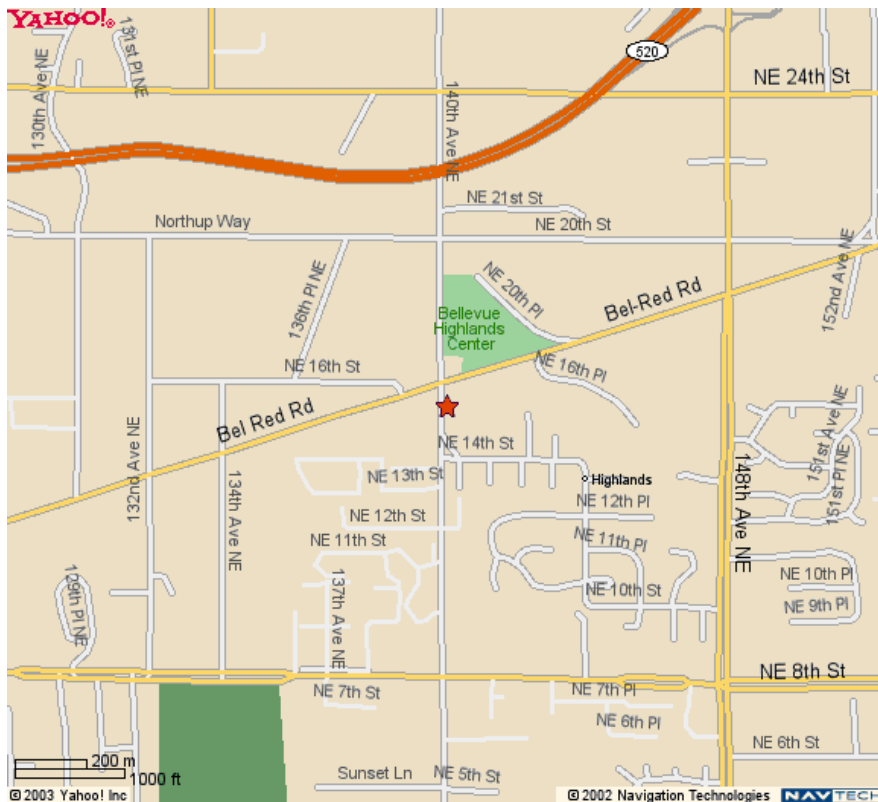 YAHOO!®
131st Pl NE
130th Ave NE
140th Ave NE
520
NE 24th St
NE 21st St
Northup Way
NE 20th St
136th Pl NE
NE 20th Pl
152nd Ave NE
Bel-Red Rd
Bellevue
Highlands
Center
NE 16th St
NE 16th Pl
Bel Red Rd
132nd Ave NE
134th Ave NE
NE 14th St
NE 13th St
Highlands
NE 12th Pl
NE 12th St
NE 11th St
NE 11th Pl
148th Ave NE
151st Ave NE
151st Pl NE
129th Pl NE
137th Ave NE
NE 10th St
NE 10th Pl
NE 9th Pl
NE 8th St
NE 7th St
NE 7th Pl
NE 6th Pl
NE 6th St
200 m
1000 ft
Sunset Ln
NE 5th St
© 2003 Yahoo! Inc
© 2002 Navigation Technologies
NAVTECH